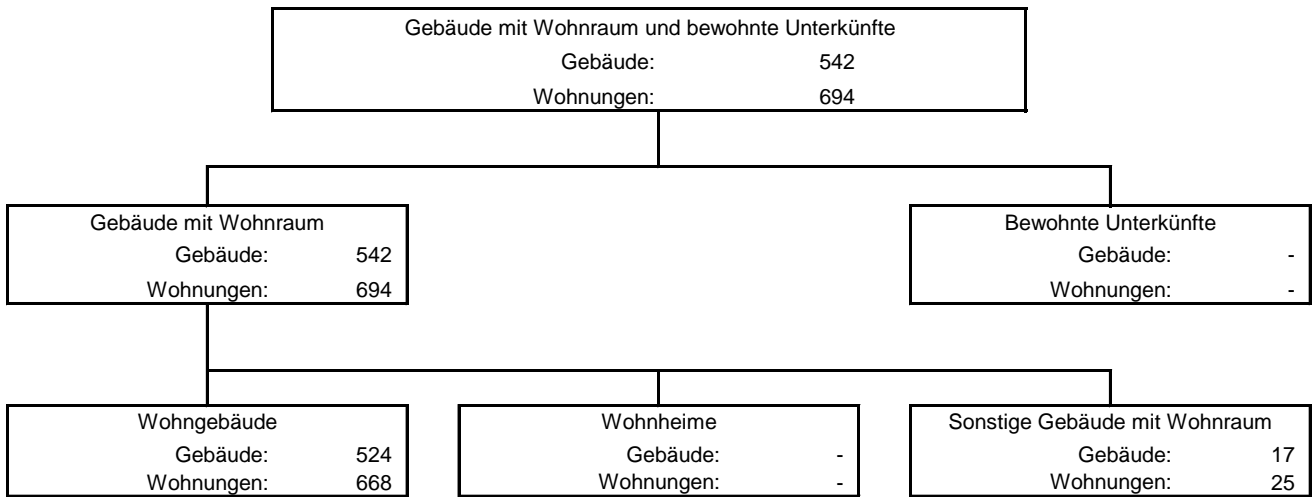 Gebäude mit Wohnraum und bewohnte Unterkünfte
Gebäude: 542
Wohnungen: 694
Gebäude mit Wohnraum
Gebäude: 542
Wohnungen: 694
Bewohnte Unterkünfte
Gebäude: -
Wohnungen: -
Wohngebäude
Gebäude: 524
Wohnungen: 668
Wohnheime
Gebäude: -
Wohnungen: -
Sonstige Gebäude mit Wohnraum
Gebäude: 17
Wohnungen: 25